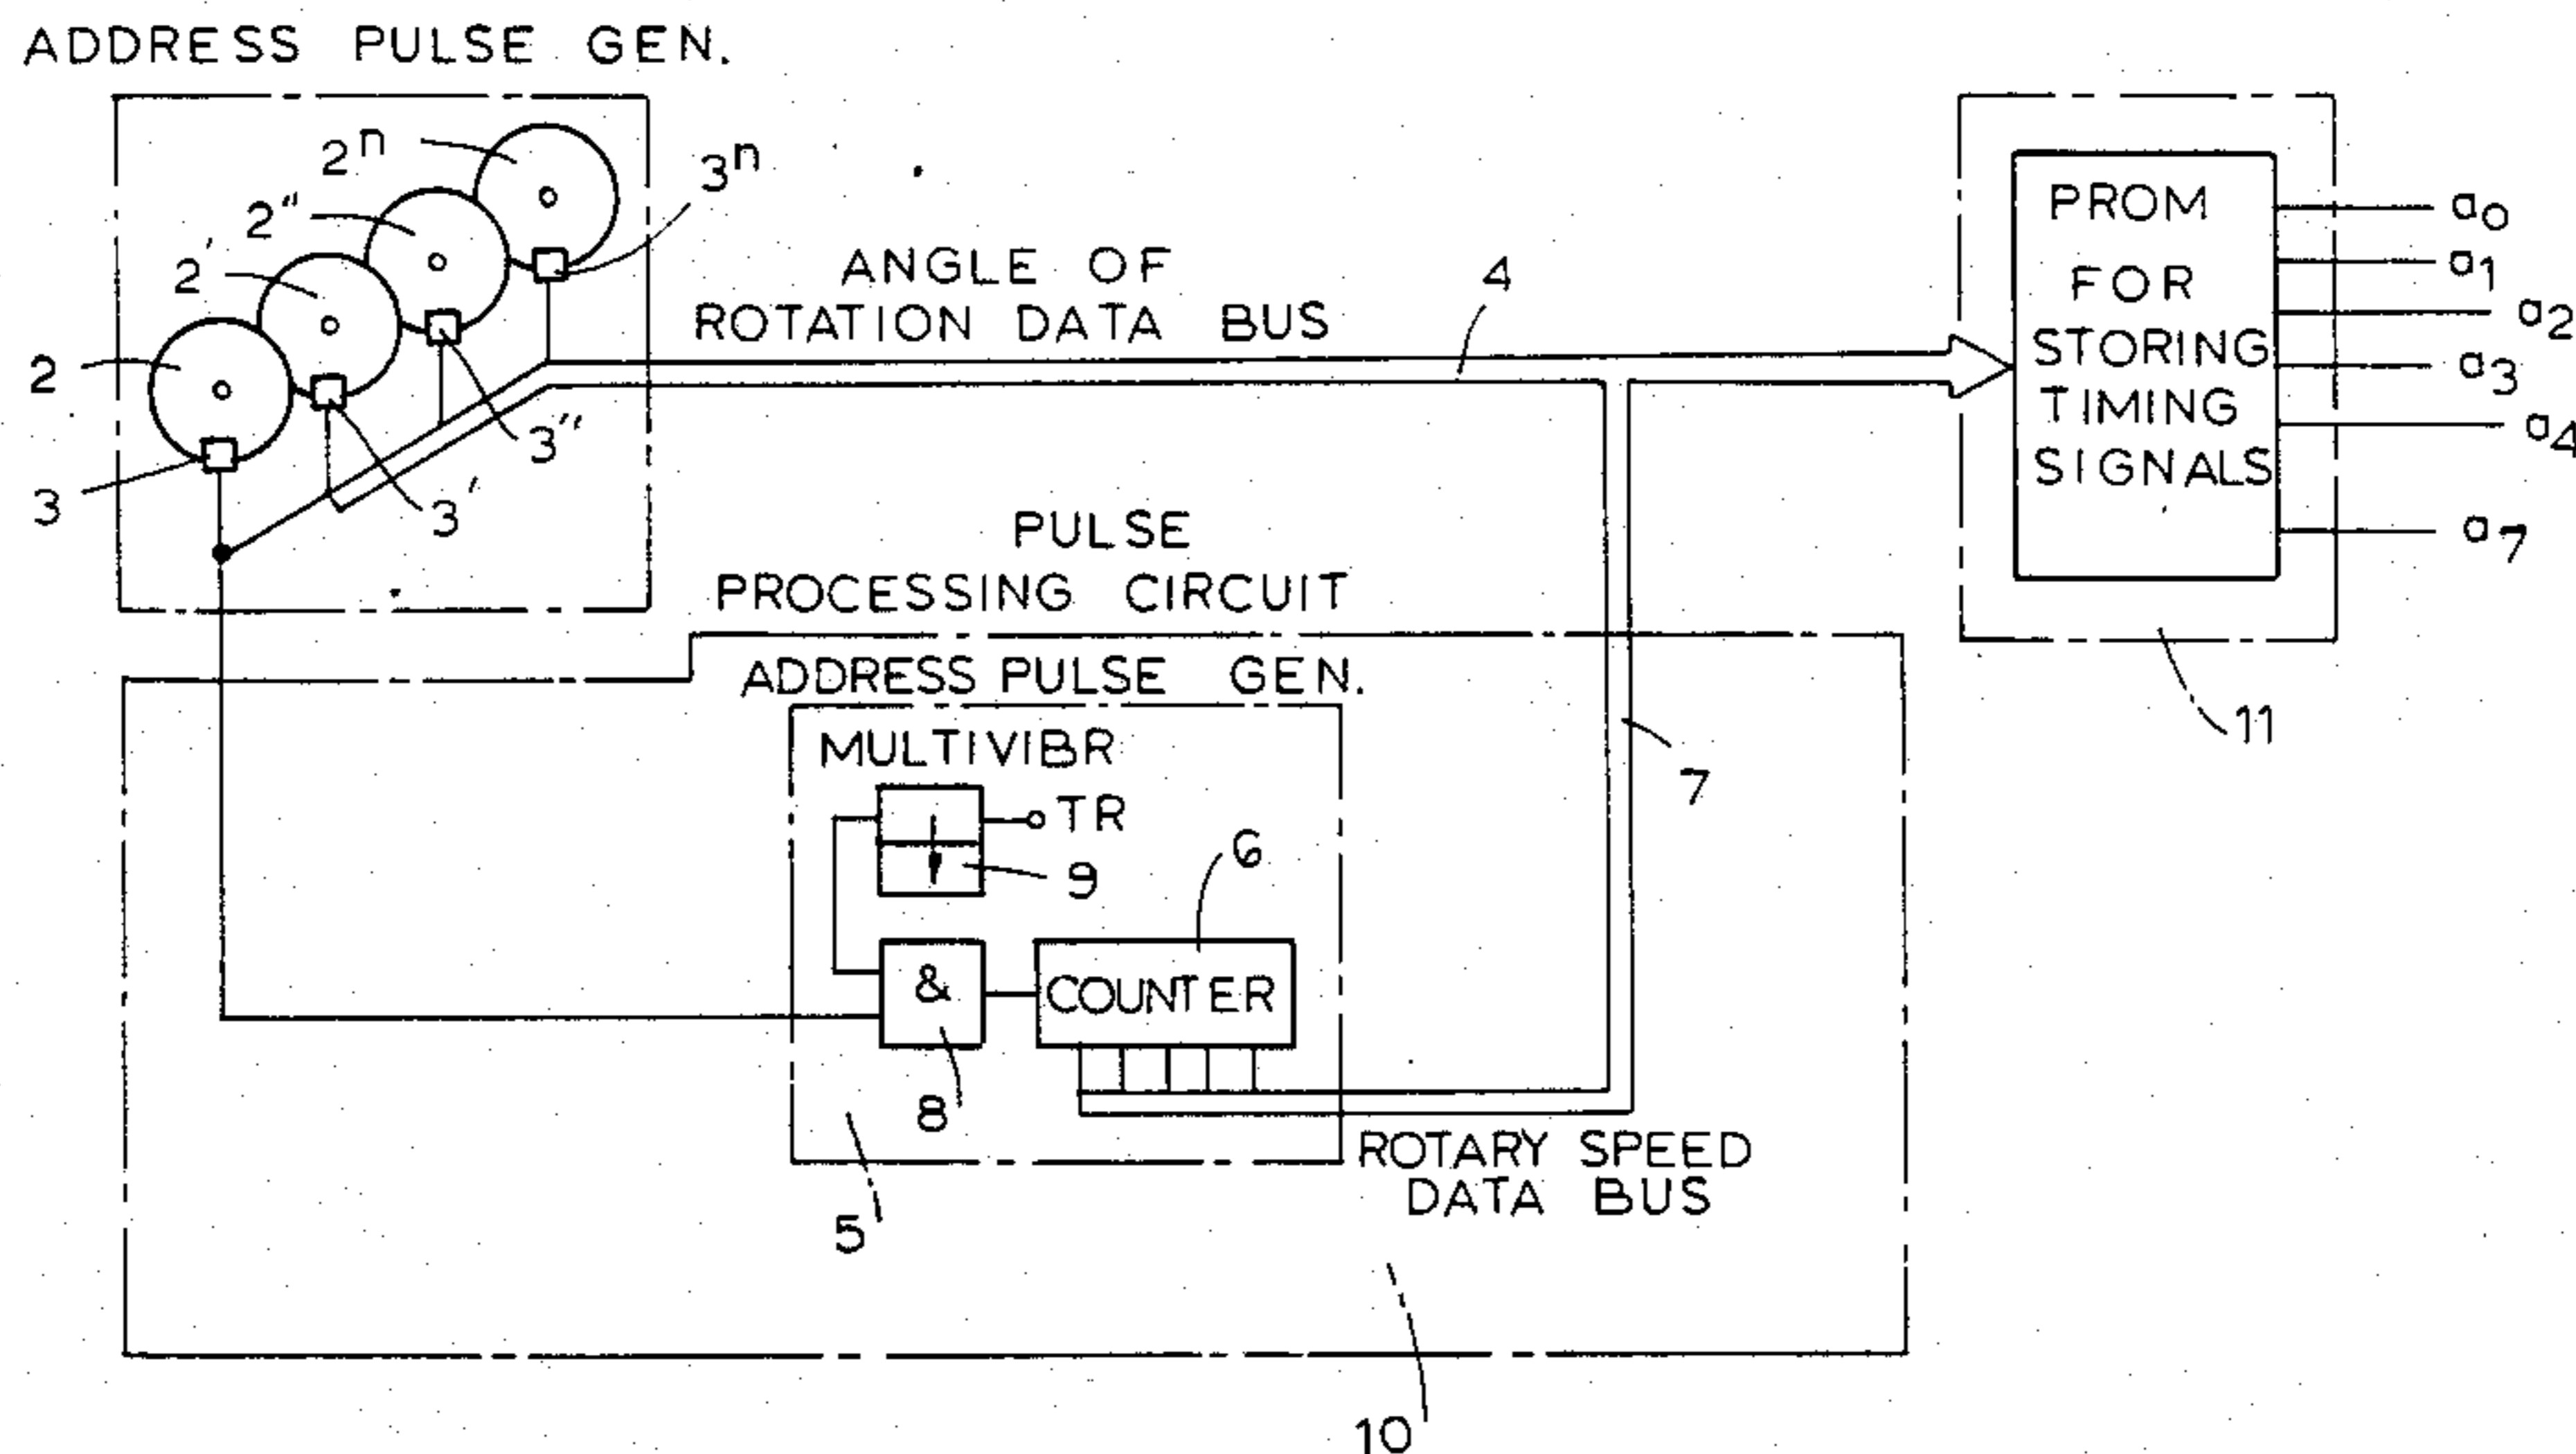 ADDRESS PULSE GEN.
2ⁿ
3ⁿ
2"
2'
2
3"
3'
3
ANGLE OF
ROTATION DATA BUS
4
PROM
FOR
STORING
TIMING
SIGNALS
a₀
a₁
a₂
a₃
a₄
a₇
11
PULSE
PROCESSING CIRCUIT
ADDRESS PULSE GEN.
MULTIVIBR
TR
9
6
7
&
COUNTER
8
5
ROTARY SPEED
DATA BUS
10